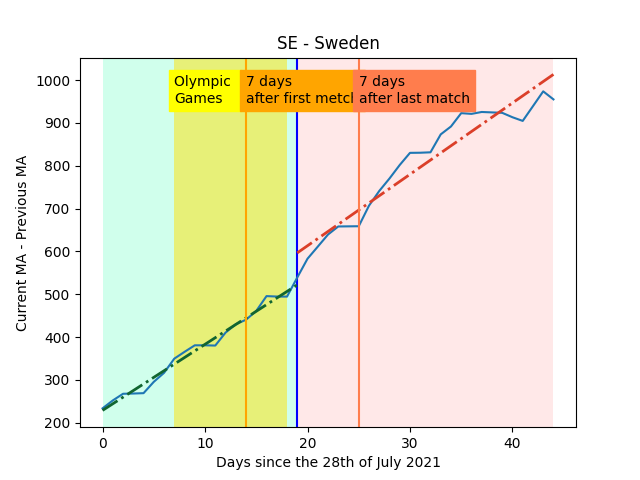 SE - Sweden
Current MA - Previous MA
1000
900
800
700
600
500
400
300
200
Olympic
Games
7 days
after first metcl
7 days
after last match
0
10
20
30
40
Days since the 28th of July 2021